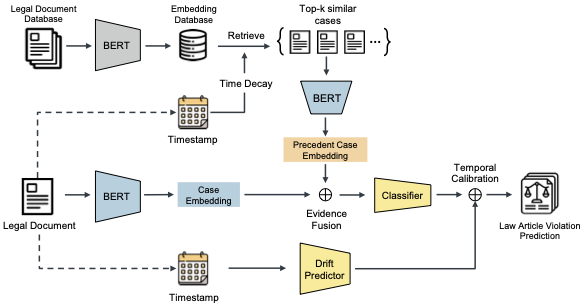 Legal Document
Database
BERT
Embedding
Database
Retrieve
Top-k similar
cases
...
Time Decay
Timestamp
BERT
Precedent Case
Embedding
Legal Document
BERT
Case
Embedding
Evidence
Fusion
Classifier
Temporal
Calibration
Law Article Violation
Prediction
Timestamp
Drift
Predictor